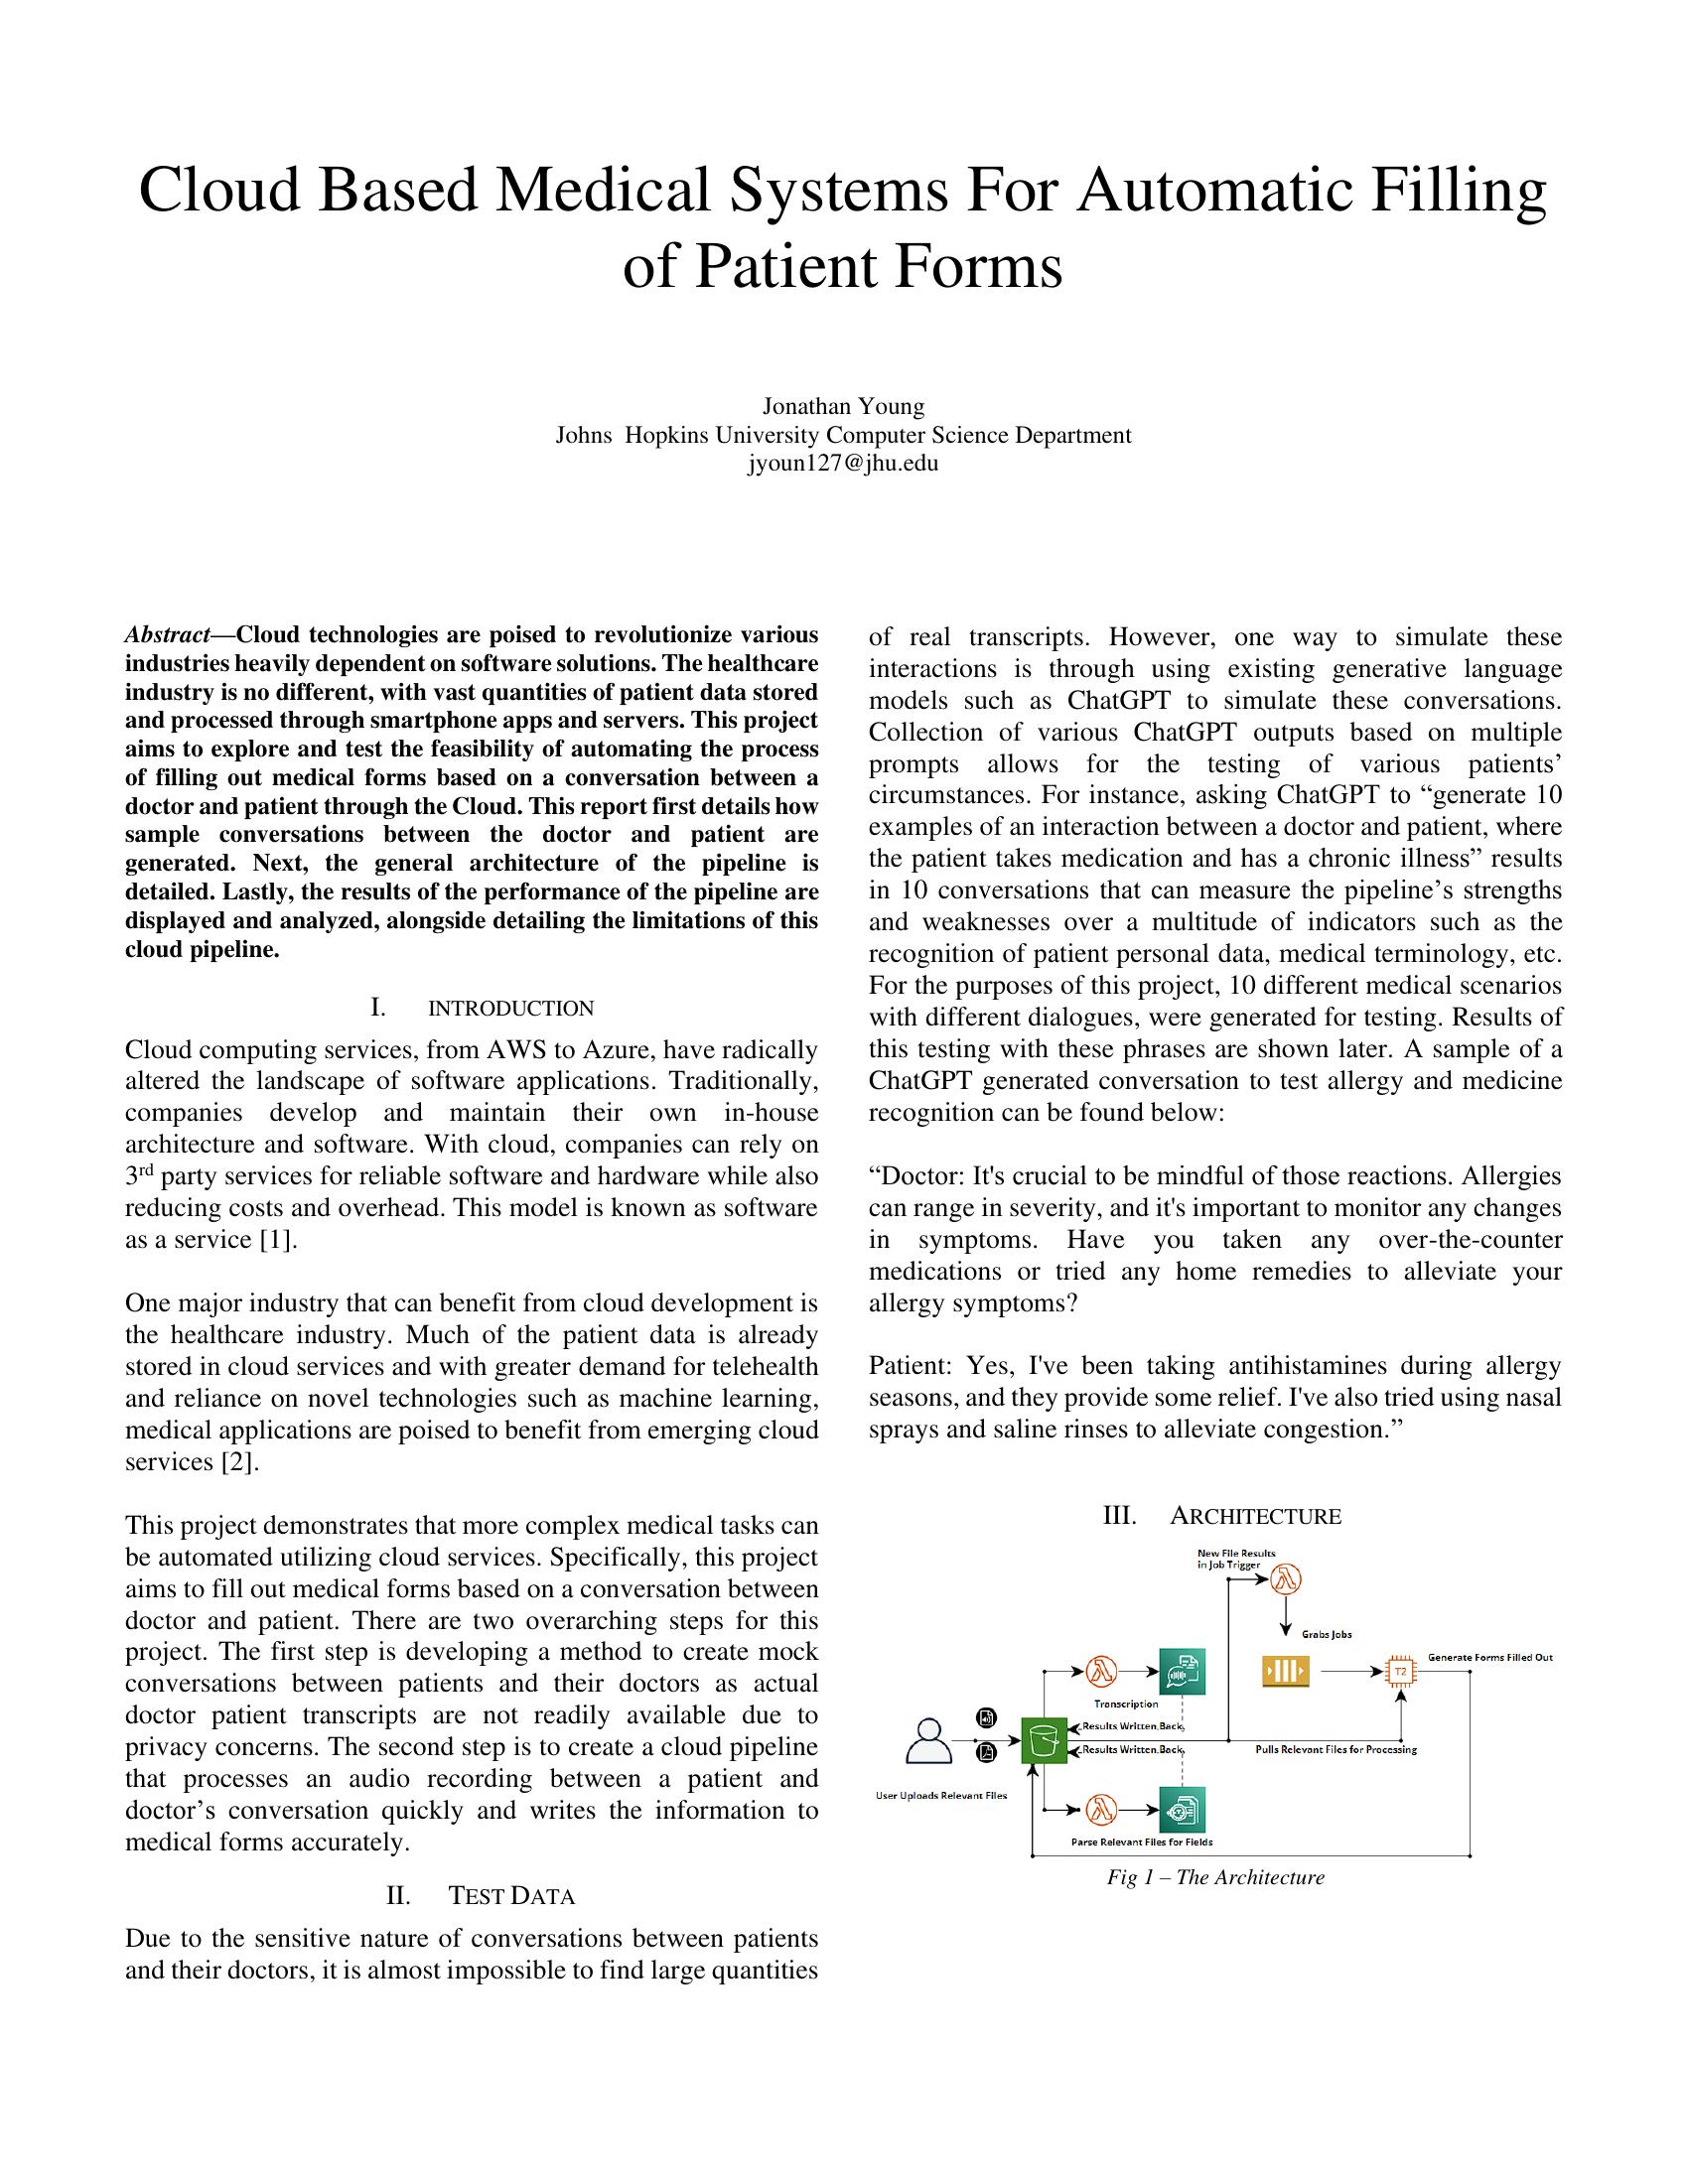 Cloud Based Medical Systems For Automatic Filling
of Patient Forms
Jonathan Young
Johns  Hopkins University Computer Science Department
jyoun127@jhu.edu
Abstract—Cloud technologies are poised to revolutionize various
industries heavily dependent on software solutions. The healthcare
industry is no different, with vast quantities of patient data stored
and processed through smartphone apps and servers. This project
aims to explore and test the feasibility of automating the process
of filling out medical forms based on a conversation between a
doctor and patient through the Cloud. This report first details how
sample conversations between the doctor and patient are
generated. Next, the general architecture of the pipeline is
detailed. Lastly, the results of the performance of the pipeline are
displayed and analyzed, alongside detailing the limitations of this
cloud pipeline.
I. INTRODUCTION
Cloud computing services, from AWS to Azure, have radically
altered the landscape of software applications. Traditionally,
companies develop and maintain their own in-house
architecture and software. With cloud, companies can rely on
3rd party services for reliable software and hardware while also
reducing costs and overhead. This model is known as software
as a service [1].
One major industry that can benefit from cloud development is
the healthcare industry. Much of the patient data is already
stored in cloud services and with greater demand for telehealth
and reliance on novel technologies such as machine learning,
medical applications are poised to benefit from emerging cloud
services [2].
This project demonstrates that more complex medical tasks can
be automated utilizing cloud services. Specifically, this project
aims to fill out medical forms based on a conversation between
doctor and patient. There are two overarching steps for this
project. The first step is developing a method to create mock
conversations between patients and their doctors as actual
doctor patient transcripts are not readily available due to
privacy concerns. The second step is to create a cloud pipeline
that processes an audio recording between a patient and
doctor's conversation quickly and writes the information to
medical forms accurately.
II. TEST DATA
Due to the sensitive nature of conversations between patients
and their doctors, it is almost impossible to find large quantities
of real transcripts. However, one way to simulate these
interactions is through using existing generative language
models such as ChatGPT to simulate these conversations.
Collection of various ChatGPT outputs based on multiple
prompts allows for the testing of various patients'
circumstances. For instance, asking ChatGPT to “generate 10
examples of an interaction between a doctor and patient, where
the patient takes medication and has a chronic illness” results
in 10 conversations that can measure the pipeline's strengths
and weaknesses over a multitude of indicators such as the
recognition of patient personal data, medical terminology, etc.
For the purposes of this project, 10 different medical scenarios
with different dialogues, were generated for testing. Results of
this testing with these phrases are shown later. A sample of a
ChatGPT generated conversation to test allergy and medicine
recognition can be found below:
“Doctor: It's crucial to be mindful of those reactions. Allergies
can range in severity, and it's important to monitor any changes
in symptoms. Have you taken any over-the-counter
medications or tried any home remedies to alleviate your
allergy symptoms?
Patient: Yes, I've been taking antihistamines during allergy
seasons, and they provide some relief. I've also tried using nasal
sprays and saline rinses to alleviate congestion.”
III. ARCHITECTURE
New File Results
in Job Trigger
Grabs Jobs
Generate Forms Filled Out
T2
Transcription
Results Written Back
Results Written Back
Pulls Relevant Files for Processing
User Uploads Relevant Files
Parse Relevant Files for Fields
Fig 1 – The Architecture